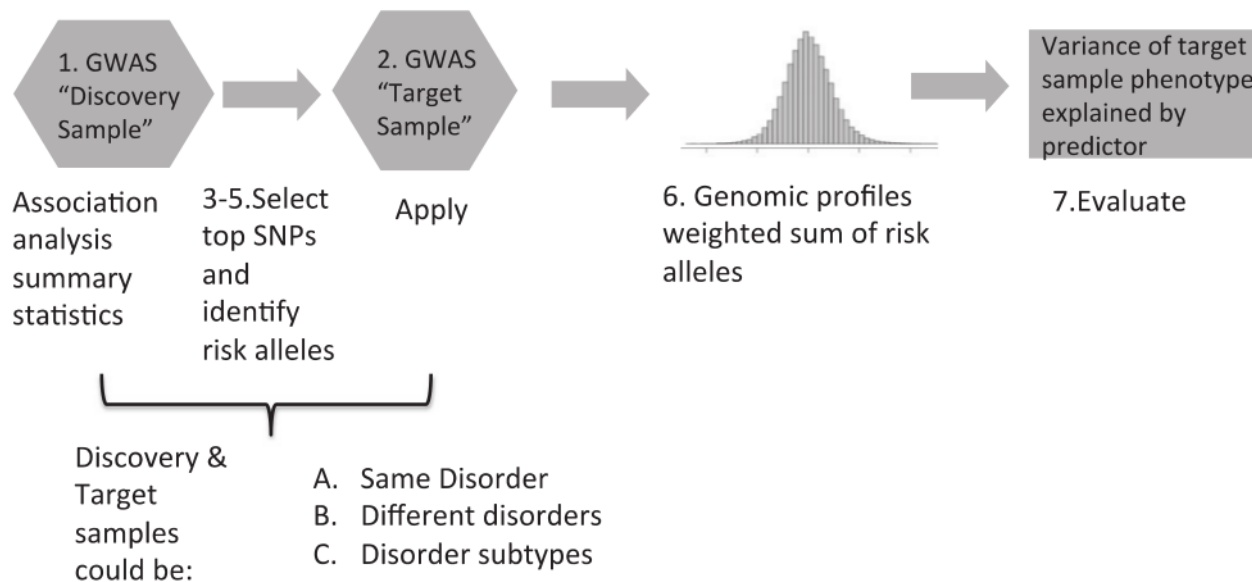 1. GWAS
“Discovery
Sample”
2. GWAS
“Target
Sample”
Variance of target
sample phenotype
explained by
predictor
Association
analysis
summary
statistics
3-5.Select
top SNPs
and
identify
risk alleles
Apply
6. Genomic profiles
weighted sum of risk
alleles
7.Evaluate
Discovery &
Target
samples
could be:
A. Same Disorder
B. Different disorders
C. Disorder subtypes